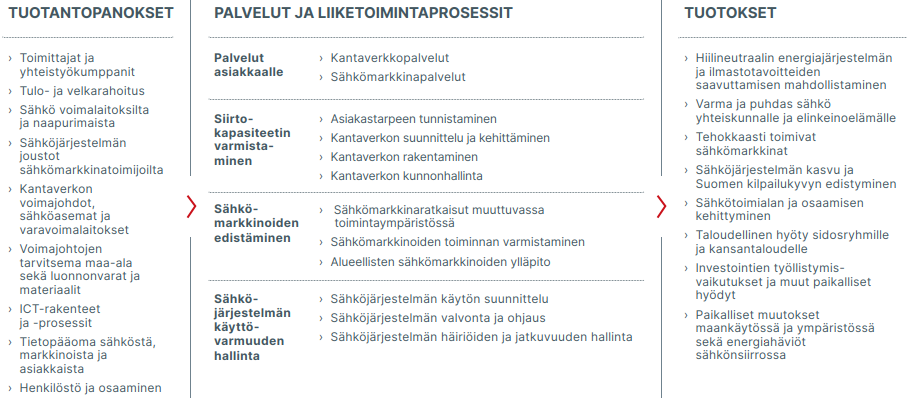 TUOTANTOPANOKSET
› Toimittajat ja
yhteistyökumppanit
› Tulo- ja velkarahoitus
› Sähkö voimalaitoksilta
ja naapurimaista
› Sähköjärjestelmän
joustot
sähkömarkkinatoimijoilta
› Kantaverkon
voimajohdot,
sähköasemat ja
varavoimalaitokset
› Voimajohtojen
tarvitsema maa-ala
sekä luonnonvarat ja
materiaalit
› ICT-rakenteet
ja -prosessit
› Tietopääoma sähköstä,
markkinoista ja
asiakkaista
› Henkilöstö ja osaaminen
PALVELUT JA LIIKETOIMINTAPROSESSIT
Palvelut
asiakkaalle
› Kantaverkkopalvelut
› Sähkömarkkinapalvelut
Siirto-
kapasiteetin
varmista-
minen
› Asiakastarpeen tunnistaminen
› Kantaverkon suunnittelu ja kehittäminen
› Kantaverkon rakentaminen
› Kantaverkon kunnonhallinta
Sähkö-
markkinoiden
edistäminen
› Sähkömarkkinaratkaisut muuttuvassa
toimintaympäristössä
› Sähkömarkkinoiden toiminnan varmistaminen
› Alueellisten sähkömarkkinoiden ylläpito
Sähkö-
järjestelmän
käyttö-
varmuuden
hallinta
› Sähköjärjestelmän käytön suunnittelu
› Sähköjärjestelmän valvonta ja ohjaus
› Sähköjärjestelmän häiriöiden ja jatkuvuuden hallinta
TUOTOKSET
› Hiilineutraalin energiajärjestelmän
ja ilmastotavoitteiden
saavuttamisen mahdollistaminen
› Varma ja puhdas sähkö
yhteiskunnalle ja elinkeinoelämälle
› Tehokkaasti toimivat
sähkömarkkinat
› Sähköjärjestelmän kasvu ja
Suomen kilpailukyvyn edistyminen
› Sähkötoimialan ja osaamisen
kehittyminen
› Taloudellinen hyöty sidosryhmille
ja kansantaloudelle
› Investointien työllistymis-
vaikutukset ja muut paikalliset
hyödyt
› Paikalliset muutokset
maankäytössä ja ympäristössä
sekä energiahäviöt
sähkönsiirrossa